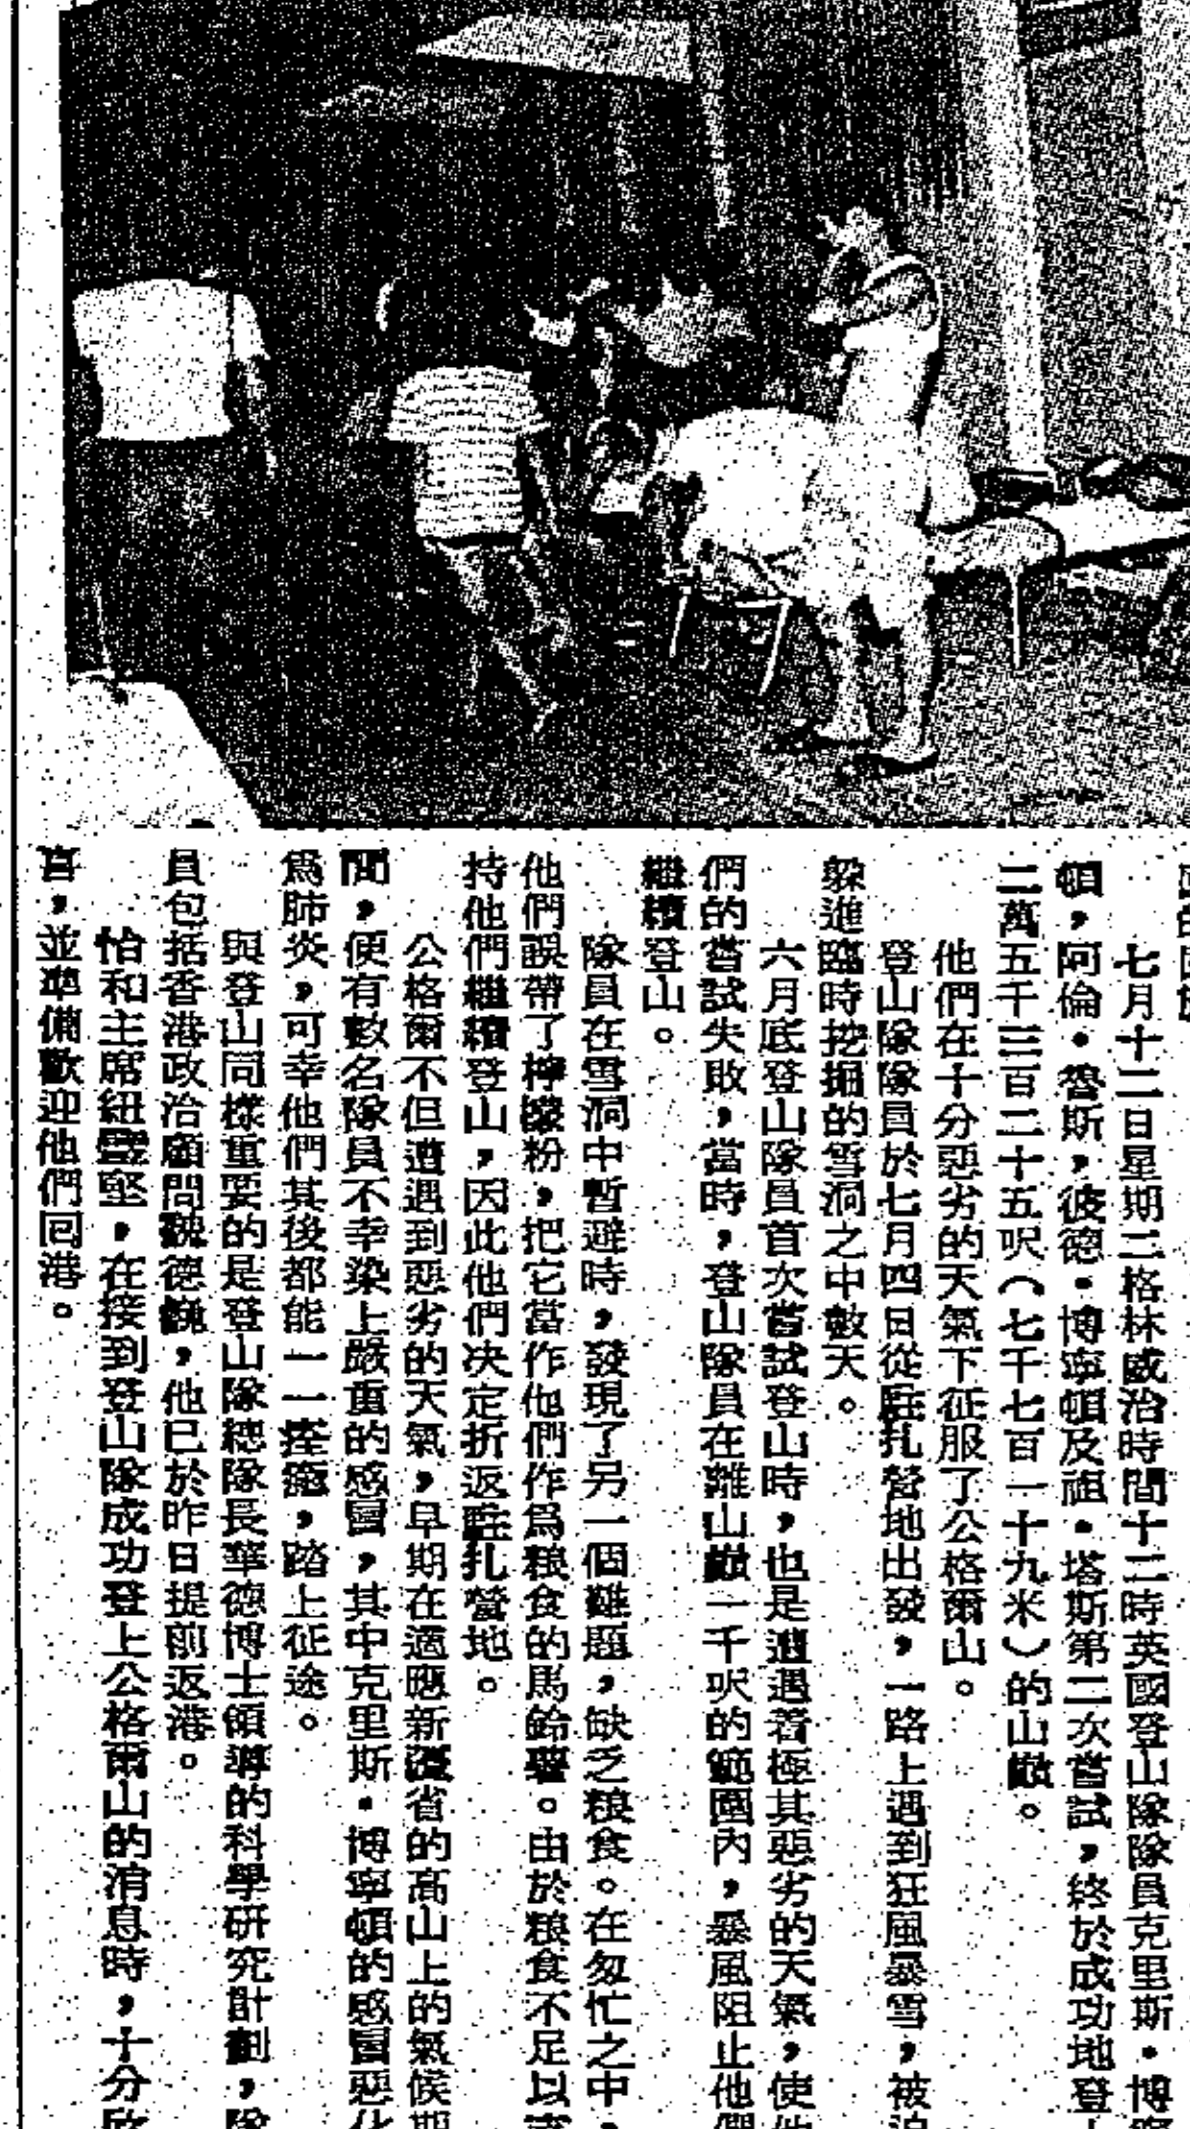 七月十二日星期二格林威治時間十二時英國登山隊隊員克里斯•博寧
頓，阿倫•魯斯，彼德•博寧頓及祖•塔斯第二次嘗試，終於成功地登上
二萬五千三百二十五呎（七千七百一十九米）的山巔。
他們在十分惡劣的天氣下征服了公格爾山。
登山隊隊員於七月四日從駐扎營地出發，一路上遇到狂風暴雪，被迫
躲進臨時挖掘的雪洞之中數天。
六月底登山隊員首次嘗試登山時，也是遭遇着極其惡劣的天氣，使他
們的嘗試失敗，當時，登山隊員在離山巔一千呎的範圍內，暴風阻止他們
繼續登山。
隊員在雪洞中暫避時，發現了另一個難題，缺乏粮食。在匆忙之中，
他們誤帶了檸檬粉，把它當作他們作爲粮食的馬鈴薯。由於粮食不足以支
持他們繼續登山，因此他們決定折返駐扎營地。
公格爾不但遭遇到惡劣的天氣，早期在適應新疆省的高山上的氣候期
間，便有數名隊員不幸染上嚴重的感冒，其中克里斯•博寧頓的感冒惡化
爲肺炎，可幸他們其後都能一一痊癒，踏上征途。
與登山同樣重要的是登山隊總隊長華德博士領導的科學研究計劃，隊
員包括香港政治顧問魏德巍，他已於昨日提前返港。
怡和主席紐璧堅，在接到登山隊成功登上公格爾山的消息時，十分欣
喜，並準備歡迎他們回港。